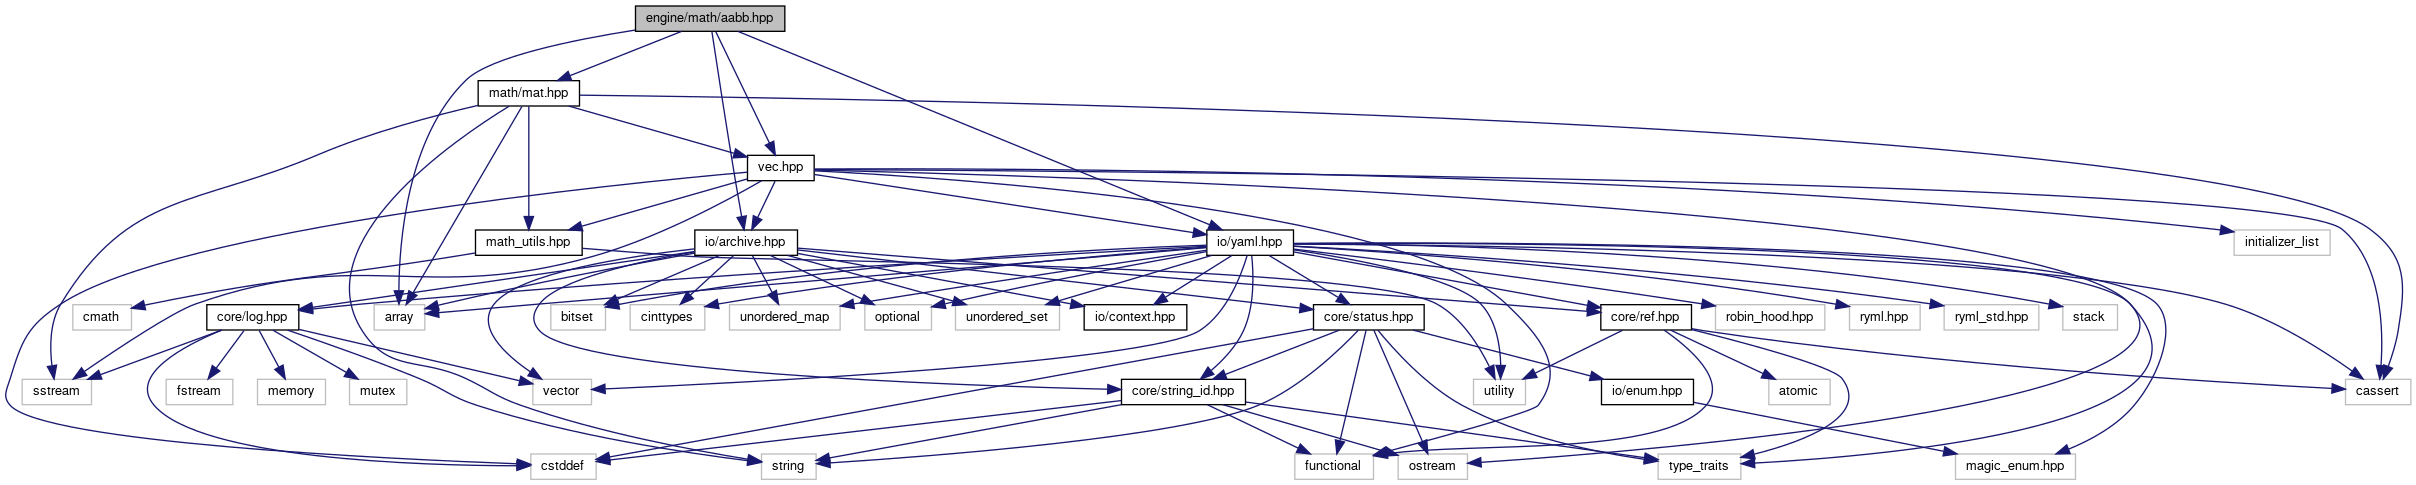 engine/math/aabb.hpp
math/mat.hpp
vec.hpp
math_utils.hpp
io/archive.hpp
io/yaml.hpp
initializer_list
cmath
core/log.hpp
array
bitset
cinttypes
unordered_map
optional
unordered_set
io/context.hpp
core/status.hpp
core/ref.hpp
robin_hood.hpp
ryml.hpp
ryml_std.hpp
stack
sstream
fstream
memory
mutex
vector
core/string_id.hpp
utility
io/enum.hpp
atomic
cassert
cstddef
string
functional
ostream
type_traits
magic_enum.hpp